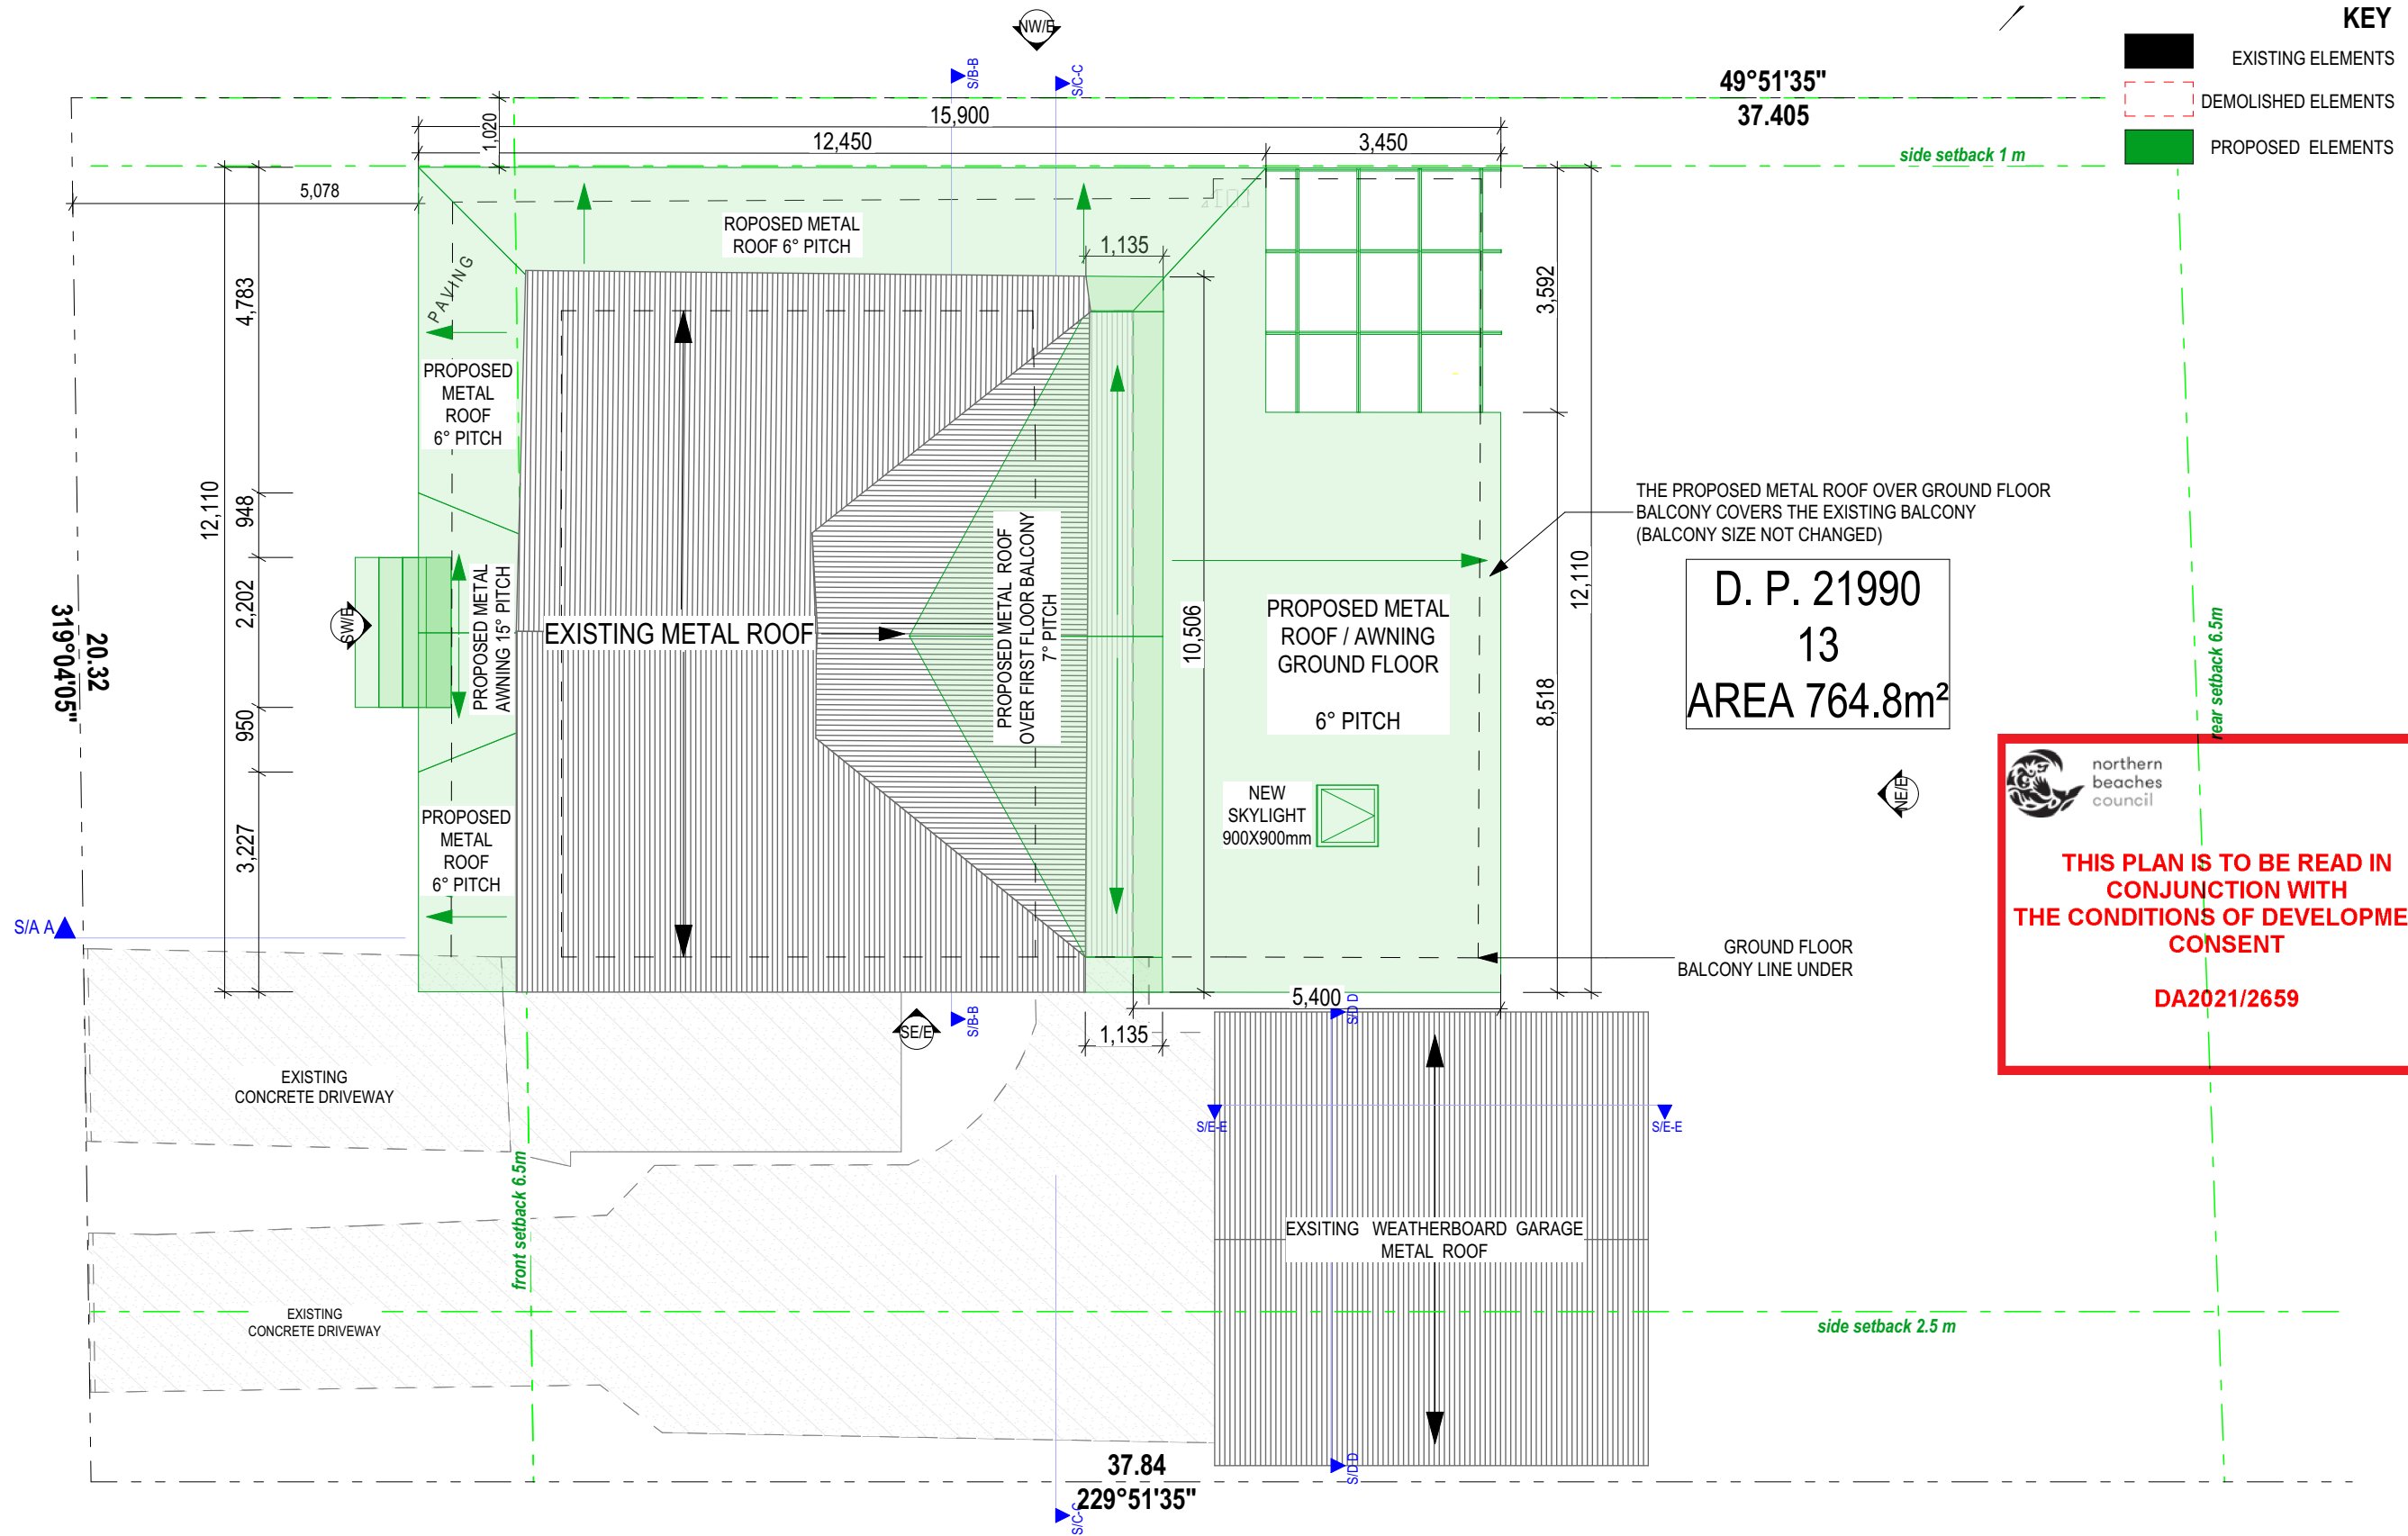 KEY
EXISTING ELEMENTS
DEMOLISHED ELEMENTS
PROPOSED ELEMENTS
NW/E
S/B-B
S/C-C
49°51'35"
37.405
15,900
1,020
12,450
3,450
side setback 1 m
5,078
ROPOSED METAL
ROOF 6° PITCH
1,135
PAVING
4,783
3,592
PROPOSED
METAL
ROOF
6° PITCH
12,110
948
THE PROPOSED METAL ROOF OVER GROUND FLOOR
BALCONY COVERS THE EXISTING BALCONY
(BALCONY SIZE NOT CHANGED)
PROPOSED METAL ROOF
OVER FIRST FLOOR BALCONY
7° PITCH
12,110
D. P. 21990
13
AREA 764.8m²
2,202
PROPOSED METAL
AWNING 15° PITCH
SW/E
20.32
319°04'05"
EXISTING METAL ROOF
10,506
PROPOSED METAL
ROOF / AWNING
GROUND FLOOR
6° PITCH
8,518
rear setback 6.5m
950
3,227
PROPOSED
METAL
ROOF
6° PITCH
NEW
SKYLIGHT
900X900mm
NE/E
northern
beaches
council
THIS PLAN IS TO BE READ IN
CONJUNCTION WITH
THE CONDITIONS OF DEVELOPME
CONSENT
DA2021/2659
S/A A
GROUND FLOOR
BALCONY LINE UNDER
5,400
S/D D
S/B-B
SE/E
1,135
EXISTING
CONCRETE DRIVEWAY
S/E-E
S/E-E
front setback 6.5m
EXSITING WEATHERBOARD GARAGE
METAL ROOF
EXISTING
CONCRETE DRIVEWAY
side setback 2.5 m
37.84
229°51'35"
S/D D
S/C-C